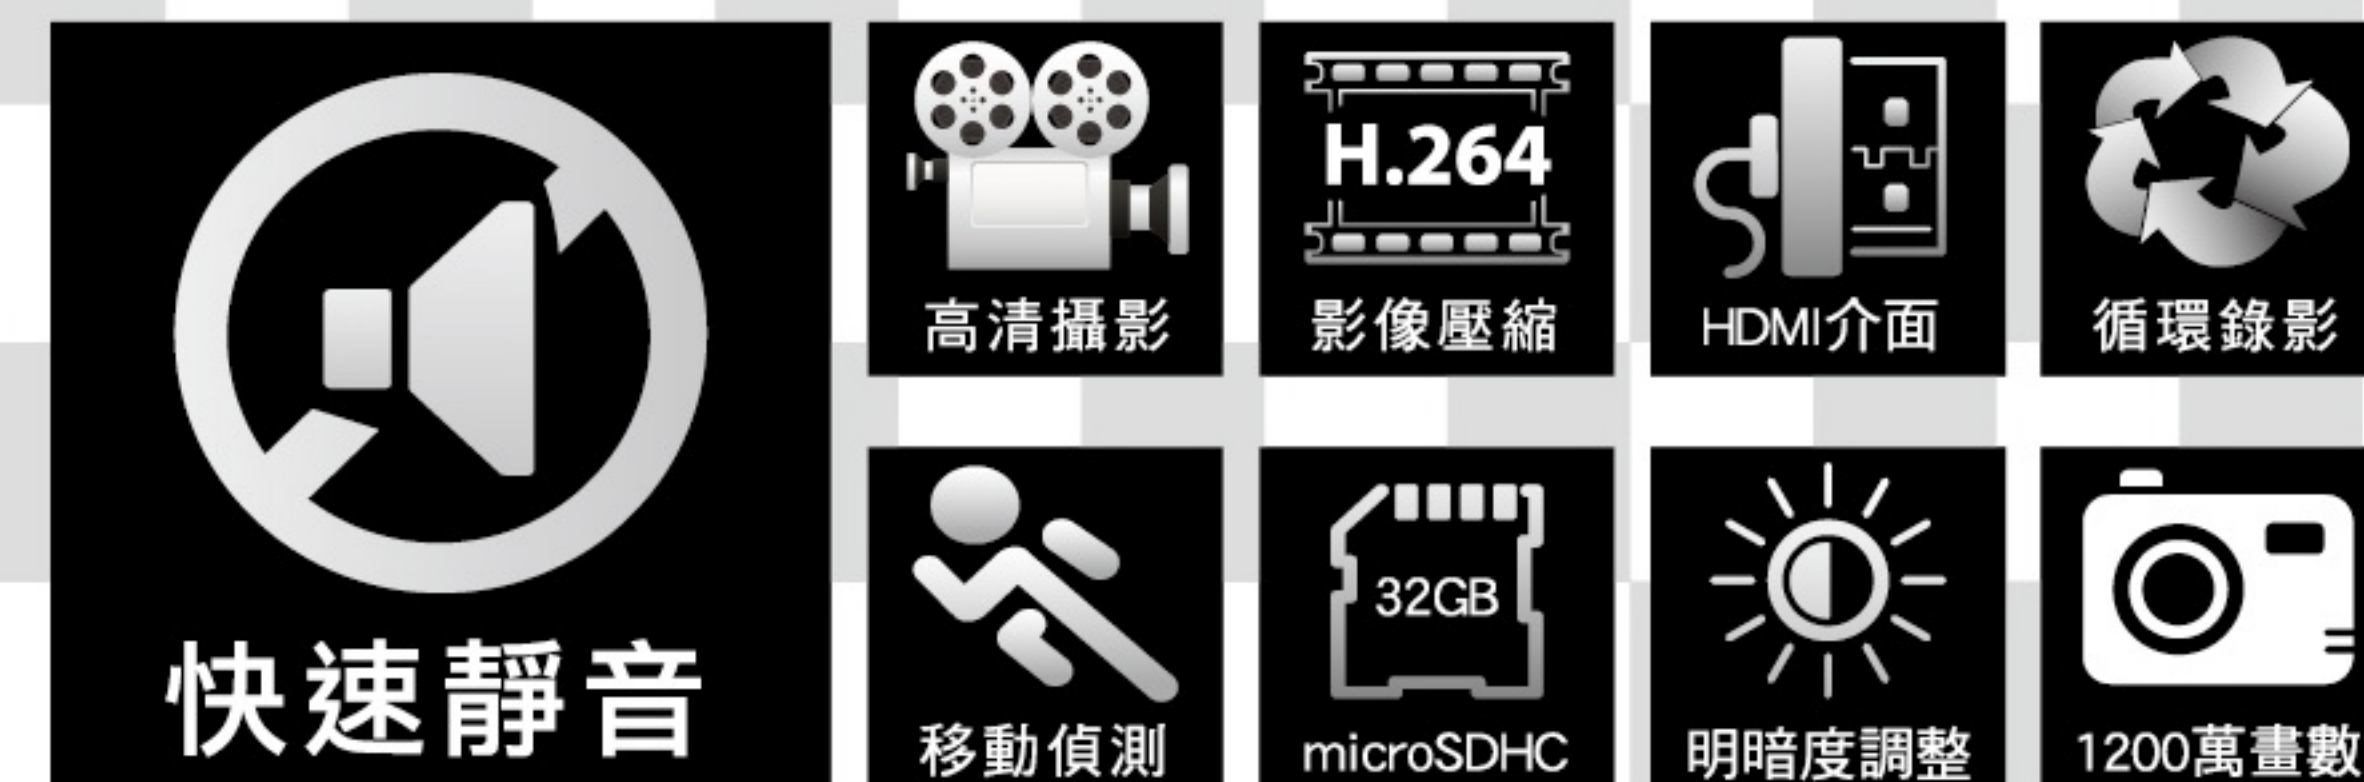 快速靜音
高清攝影
H.264
影像壓縮
HDMI介面
循環錄影
移動偵測
32GB
microSDHC
明暗度調整
1200萬畫數